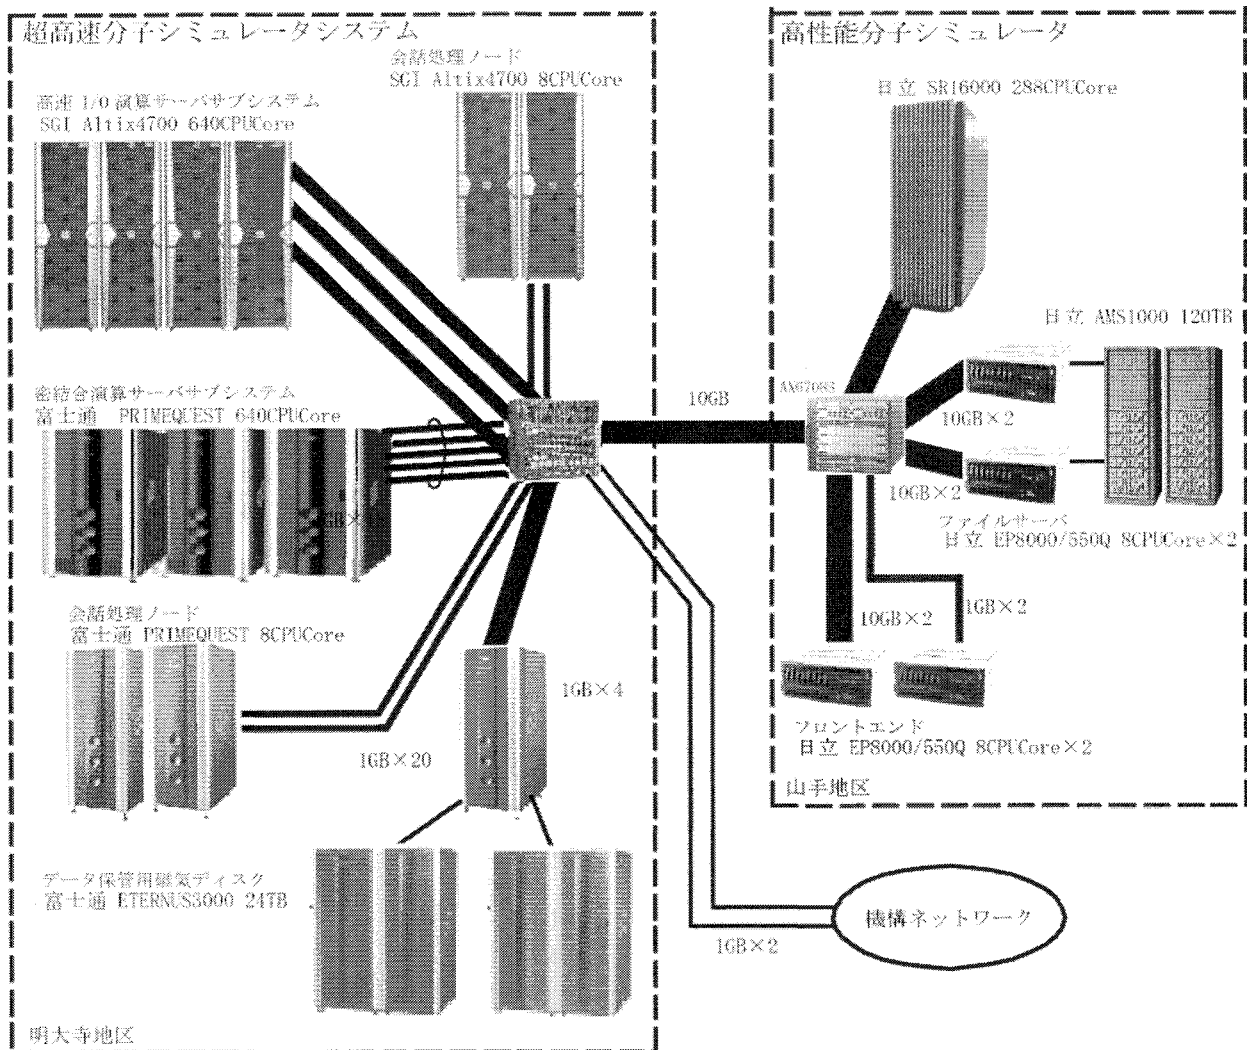 超高速分子シミュレータシステム
会話処理ノード
SGI Altix4700 8CPUCore
高速 I/O 演算サーバサブシステム
SGI Altix4700 640CPUCore
密結合演算サーバサブシステム
富士通 PRIMEQUEST 640CPUCore
会話処理ノード
富士通 PRIMEQUEST 8CPUCore
1GB×4
1GB×20
データ保管用磁気ディスク
富士通 ETERNUS3000 24TB
明大寺地区
10GB
高性能分子シミュレータ
日立 SR16000 288CPUCore
日立 AMS1000 120TB
10GB×2
10GB×2
ファイルサーバ
日立 EP8000/550Q 8CPUCore×2
10GB×2
1GB×2
フロントエンド
日立 EP8000/550Q 8CPUCore×2
山手地区
機構ネットワーク
1GB×2